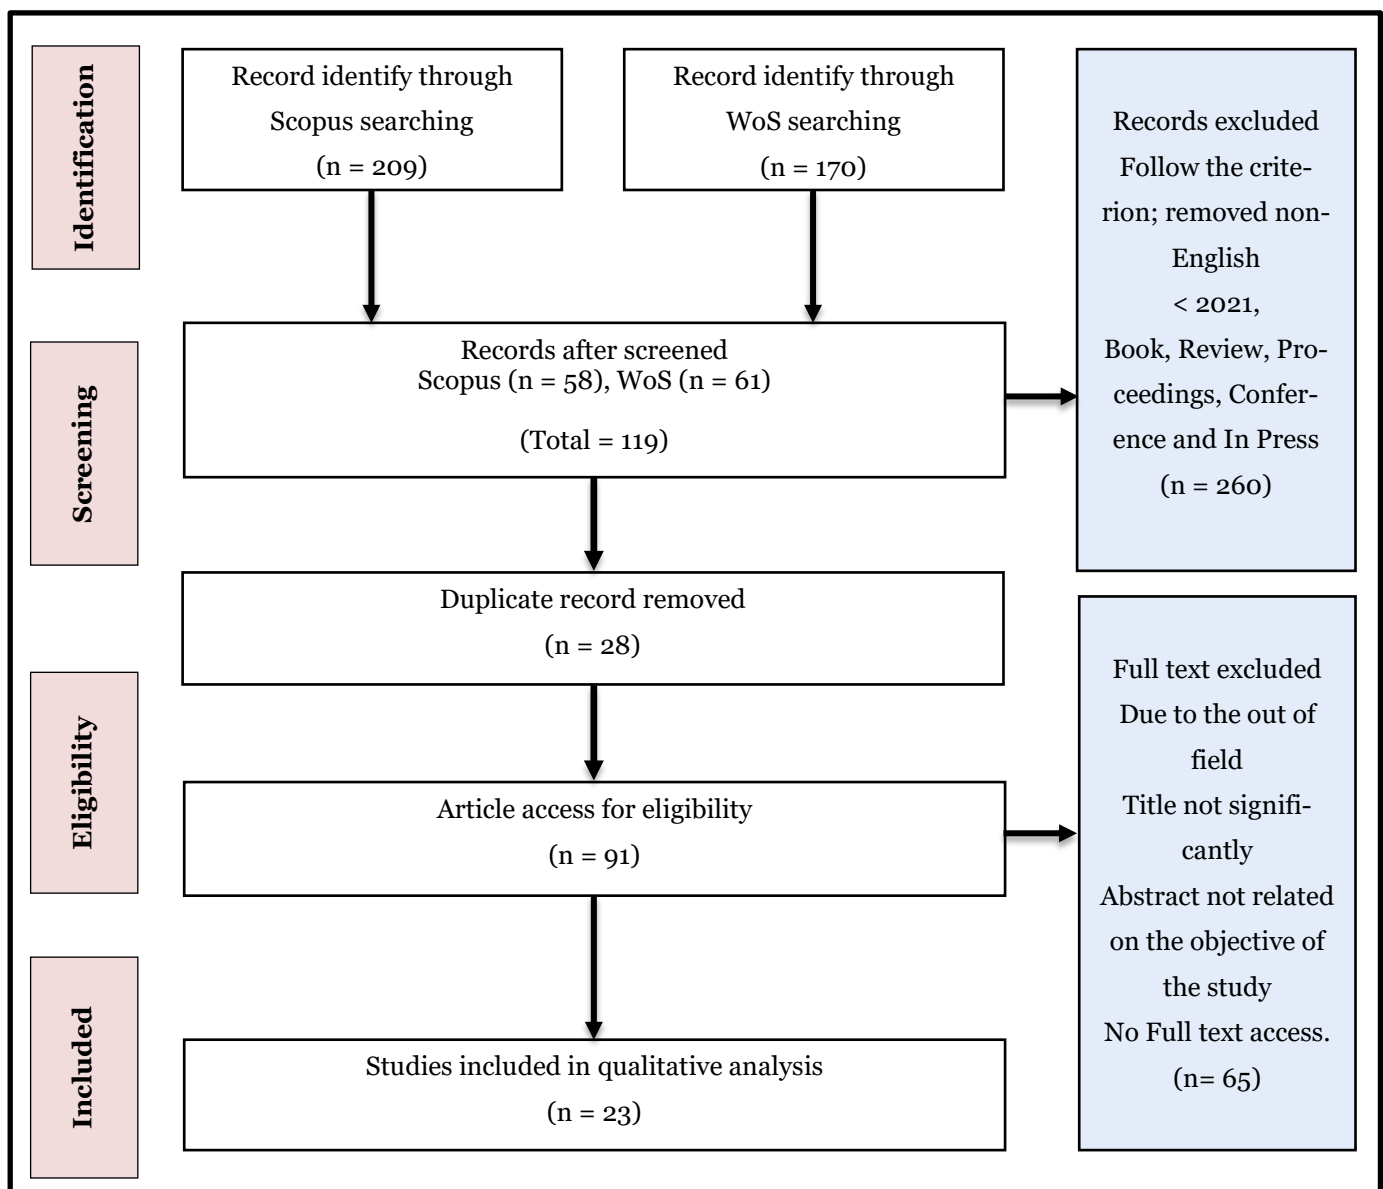 Identification
Record identify through
Scopus searching
(n = 209)
Record identify through
WoS searching
(n = 170)
Records excluded
Follow the crite-
rion; removed non-
English
< 2021,
Book, Review, Pro-
ceedings, Confer-
ence and In Press
(n = 260)
Screening
Records after screened
Scopus (n = 58), WoS (n = 61)
(Total = 119)
Duplicate record removed
(n = 28)
Eligibility
Article access for eligibility
(n = 91)
Full text excluded
Due to the out of
field
Title not signifi-
cantly
Abstract not related
on the objective of
the study
No Full text access.
(n= 65)
Included
Studies included in qualitative analysis
(n = 23)